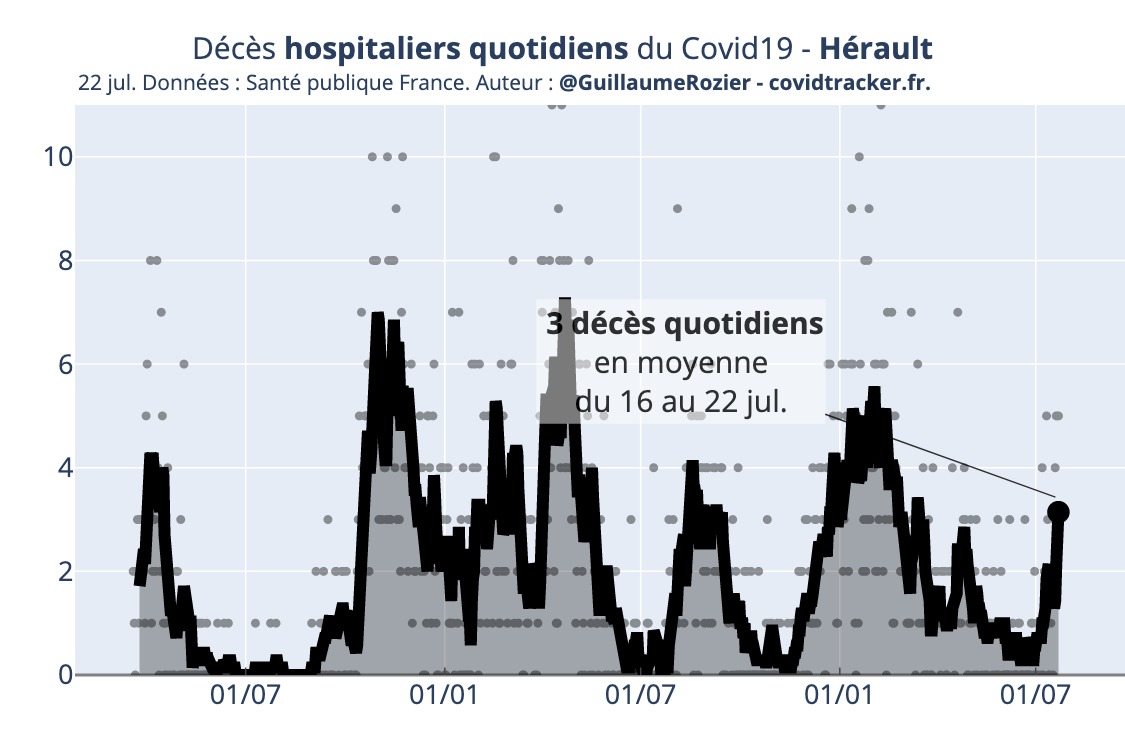 Décès hospitaliers quotidiens du Covid19 - Hérault
22 jul. Données : Santé publique France. Auteur : @GuillaumeRozier - covidtracker.fr.
10
8
3 décès quotidiens
en moyenne
du 16 au 22 jul.
6
4
2
0
01/07
01/01
01/07
01/01
01/07